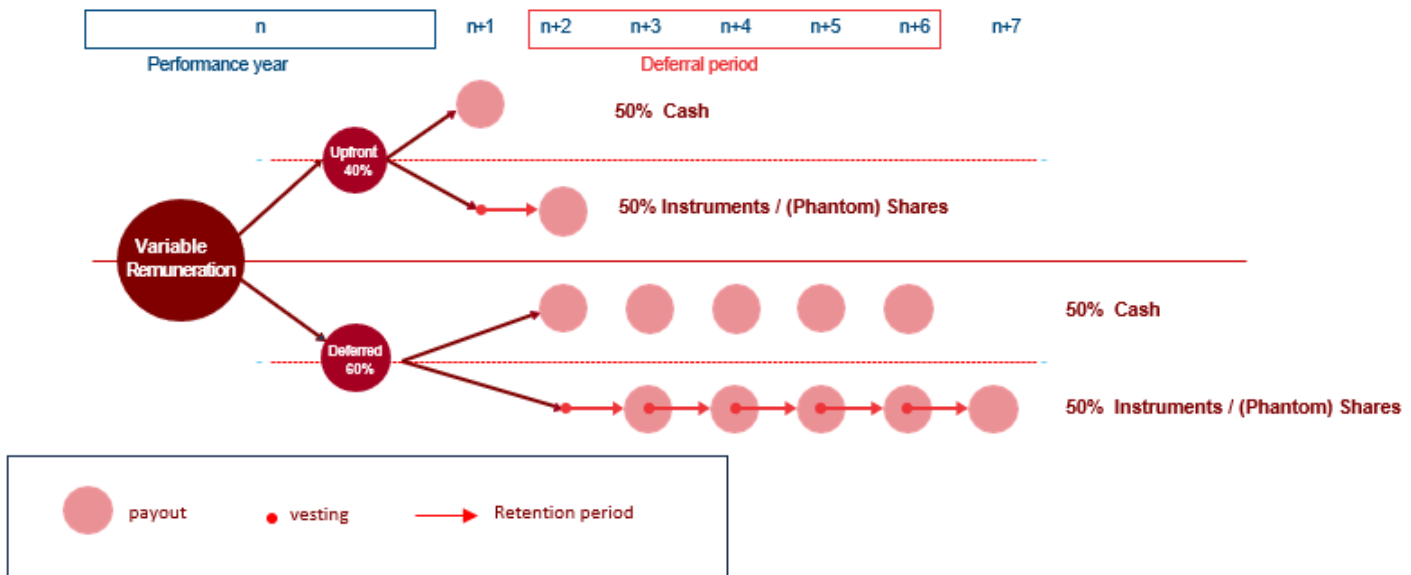 n n+1 n+2 n+3 n+4 n+5 n+6 n+7
Performance year Deferral period
50% Cash
Upfront
40%
50% Instruments / (Phantom) Shares
Variable
Remuneration
50% Cash
Deferred
60%
50% Instruments / (Phantom) Shares
payout vesting Retention period